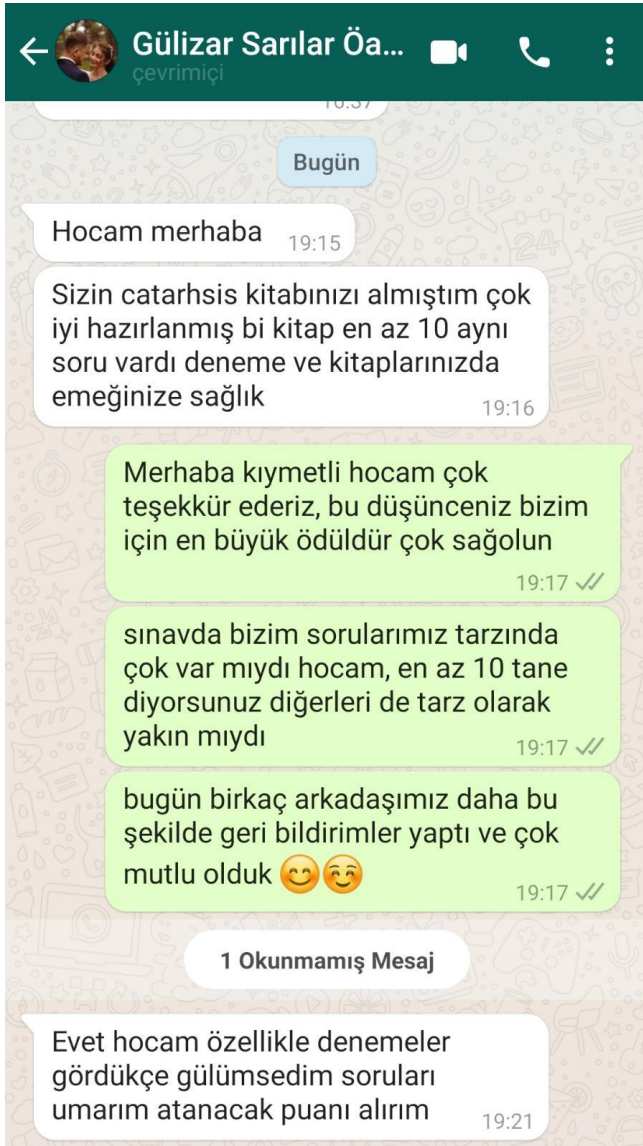 Gülizar Sarılar Öa...
çevrimiçi
Bugün
Hocam merhaba 19:15
Sizin catarhsis kitabınızı almıştım çok
iyi hazırlanmış bi kitap en az 10 aynı
soru vardı deneme ve kitaplarınızda
emeğinize sağlık
19:16
Merhaba kıymetli hocam çok
teşekkür ederiz, bu düşünceniz bizim
için en büyük ödüldür çok sağolun
19:17
sınavda bizim sorularımız tarzında
çok var mıydı hocam, en az 10 tane
diyorsunuz diğerleri de tarz olarak
yakın mıydı
19:17
bugün birkaç arkadaşımız daha bu
şekilde geri bildirimler yaptı ve çok
mutlu olduk 😊☺️
19:17
1 Okunmamış Mesaj
Evet hocam özellikle denemeler
gördükçe gülümsedim soruları
umarım atanacak puanı alırım
19:21